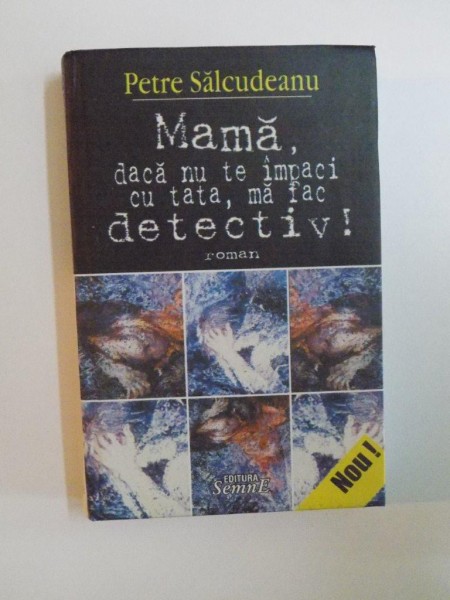 Petre Sălcudeanu
Mamă,
dacă nu te împaci
cu tata, mă fac
detectiv!
roman
EDITURA
SemnE
Nou!